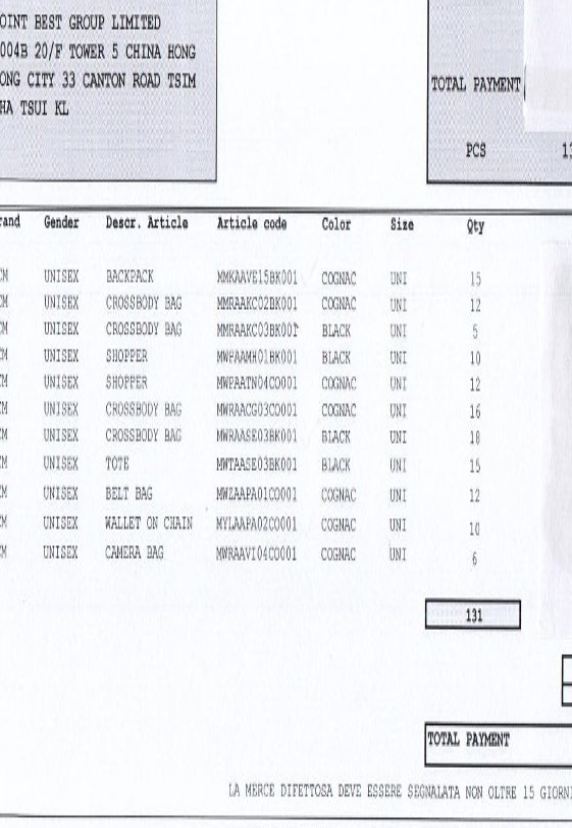 OINT BEST GROUP LIMITED
004B 20/F TOWER 5 CHINA HONG
ONG CITY 33 CANTON ROAD TSIM
HA TSUI KL
TOTAL PAYMENT
PCS 13
rand Gender Descr. Article Article code Color Size Qty
CM UNISEX BACKPACK MMKAAVE15BK001 COGNAC UNI 15
CM UNISEX CROSSBODY BAG MMRAAKC02BK001 COGNAC UNI 12
CM UNISEX CROSSBODY BAG MMRAAKC03BK001 BLACK UNI 5
CM UNISEX SHOPPER MWPAAMH01BK001 BLACK UNI 10
CM UNISEX SHOPPER MWPAATN04CO001 COGNAC UNI 12
CM UNISEX CROSSBODY BAG MWRAACG03CO001 COGNAC UNI 16
CM UNISEX CROSSBODY BAG MWRAASE03BK001 BLACK UNI 18
CM UNISEX TOTE MWTAASE03BK001 BLACK UNI 15
CM UNISEX BELT BAG MWZAAPA01CO001 COGNAC UNI 12
CM UNISEX WALLET ON CHAIN MYLAAPA02CO001 COGNAC UNI 10
CM UNISEX CAMERA BAG MWRAAVI04CO001 COGNAC UNI 6
131
TOTAL PAYMENT
LA MERCE DIFETTOSA DEVE ESSERE SEGNALATA NON OLTRE 15 GIORNI